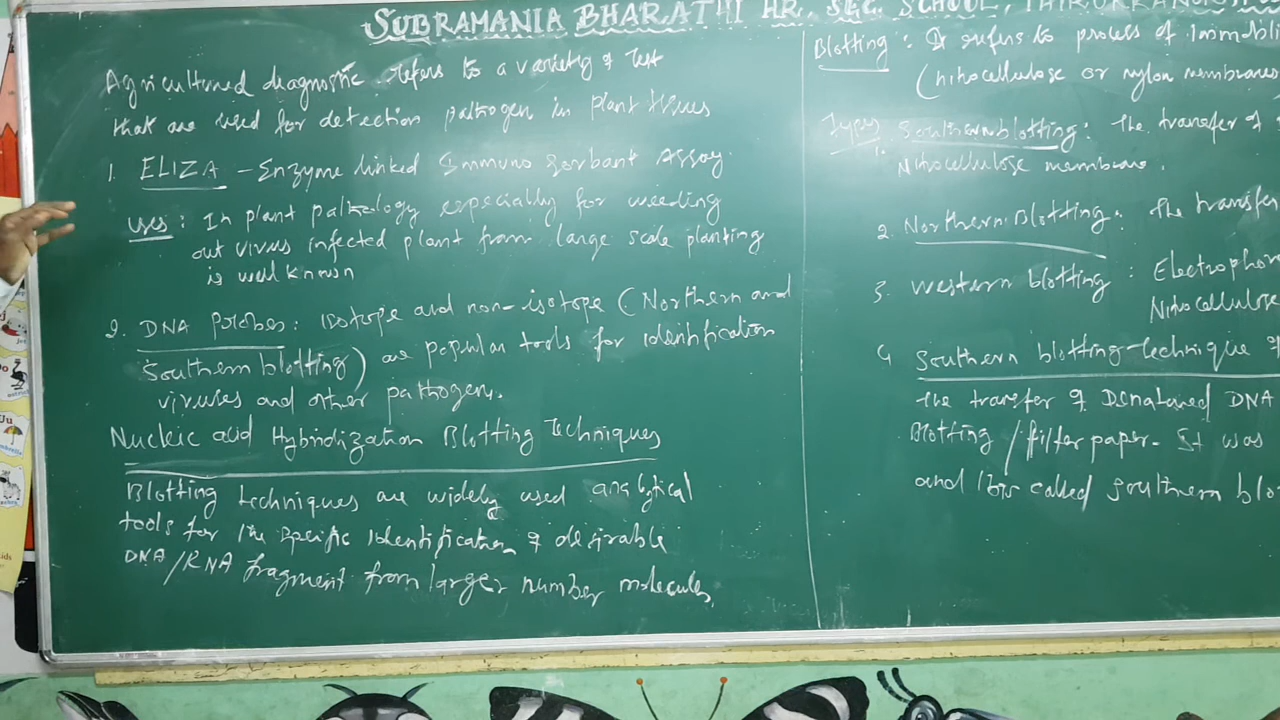 SUBRAMANIA BHARATHI HR. SEC. SCHOOL,
Agricultured diagnostic refers to a variety of Test
that are used for detection pathogen in plant tissues
1. ELIZA - Enzyme linked Immuno Sorbant Assay.
uses: In plant pathology especially for weeding
out virus infected plant from large scale planting
is well known
2. DNA Probes: Isotope and non-isotope (Northern and
Southern blotting) are popular tools for identification
viruses and other pathogens.
Nucleic acid Hybridization Blotting Techniques
Blotting techniques are widely used analytical
tools for the specific identification of desirable
DNA/RNA fragment from larger number molecules.
Blotting: It refers to process of immobili
(nitrocellulose or nylon membranes
Types
1. Southern blotting: The transfer of
Nitrocellulose membrane.
2. Northern Blotting: The transfer
3. Western blotting: Electrophor
Nitrocellulose
4 Southern blotting technique
The transfer of Denatured DNA
Blotting / filter paper. It was
and this called southern blo